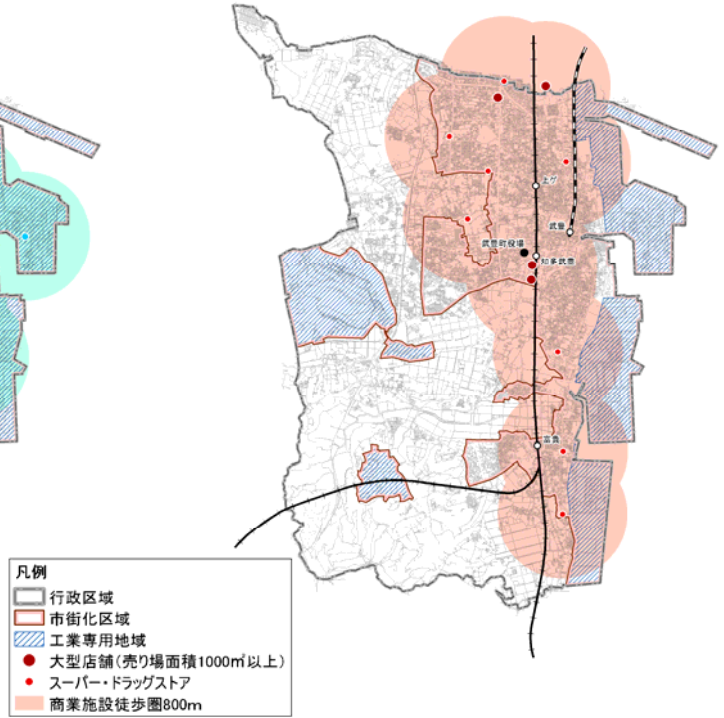 上ゲ
武豊
武豊町役場
知多武豊
富貴
凡例
行政区域
市街化区域
工業専用地域
大型店舗(売り場面積1000㎡以上)
スーパー・ドラッグストア
商業施設徒歩圏800m